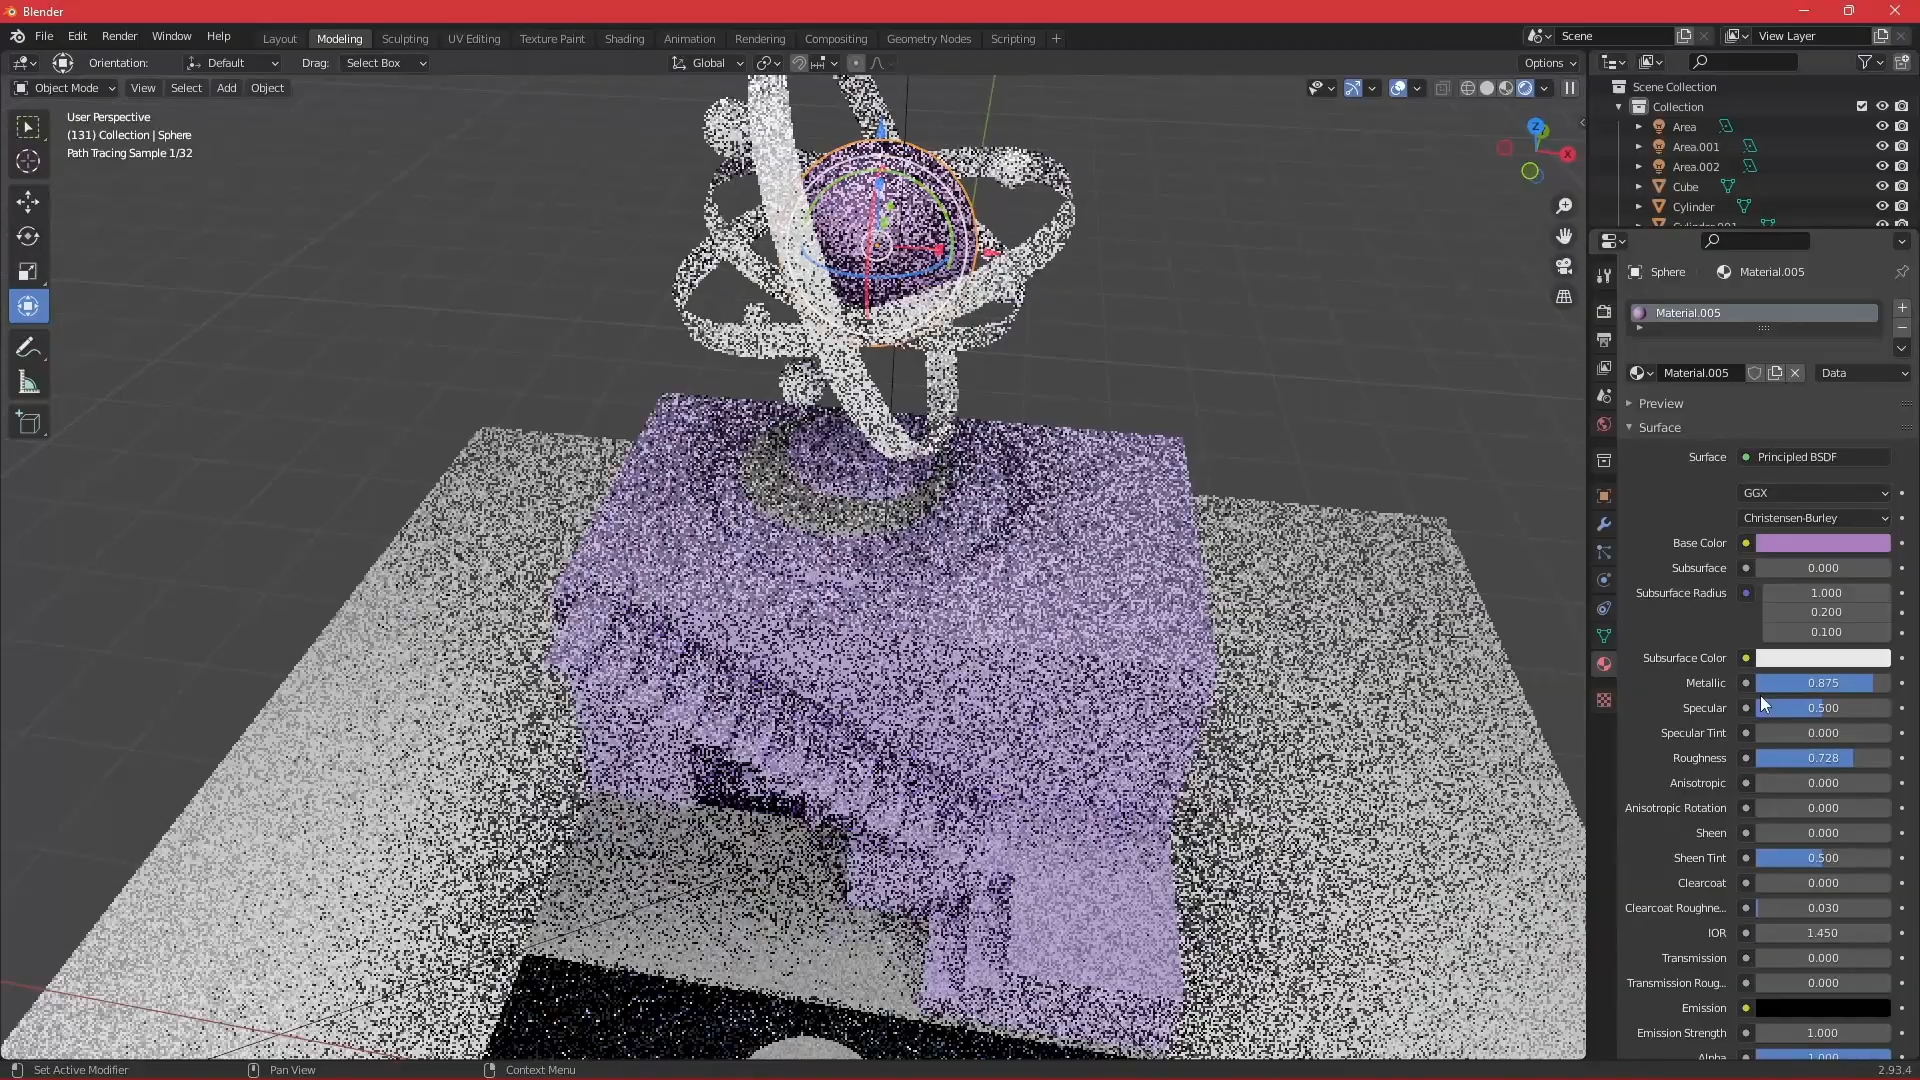 Blender
File Edit Render Window Help
Layout Modeling Sculpting UV Editing Texture Paint Shading Animation Rendering Compositing Geometry Nodes Scripting +
Scene
View Layer
Orientation: Default Drag: Select Box
Global
Options
Object Mode View Select Add Object
User Perspective
(131) Collection | Sphere
Path Tracing Sample 1/32
Z
X
Scene Collection
Collection
Area
Area.001
Area.002
Cube
Cylinder
Cylinder.001
Sphere Material.005
Material.005
Material.005 Data
Preview
Surface
Surface Principled BSDF
GGX
Christensen-Burley
Base Color
Subsurface 0.000
Subsurface Radius 1.000
0.200
0.100
Subsurface Color
Metallic 0.875
Specular 0.500
Specular Tint 0.000
Roughness 0.728
Anisotropic 0.000
Anisotropic Rotation 0.000
Sheen 0.000
Sheen Tint 0.500
Clearcoat 0.000
Clearcoat Roughne... 0.030
IOR 1.450
Transmission 0.000
Transmission Roug... 0.000
Emission
Emission Strength 1.000
Alpha 1.000
Set Active Modifier Pan View Context Menu 2.93.4